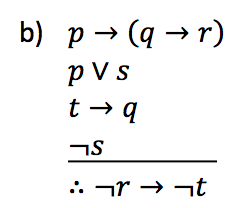 b) p → (q → r)
p ∨ s
t → q
¬s
∴ ¬r → ¬t